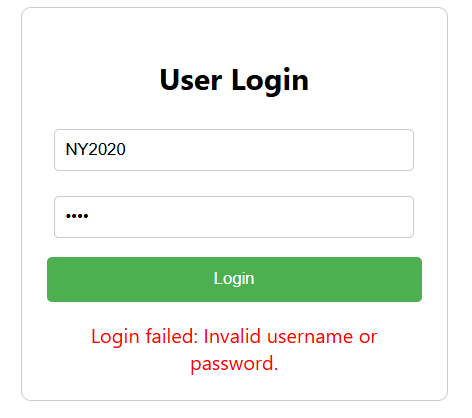 User Login
NY2020
••••
Login
Login failed: Invalid username or
password.